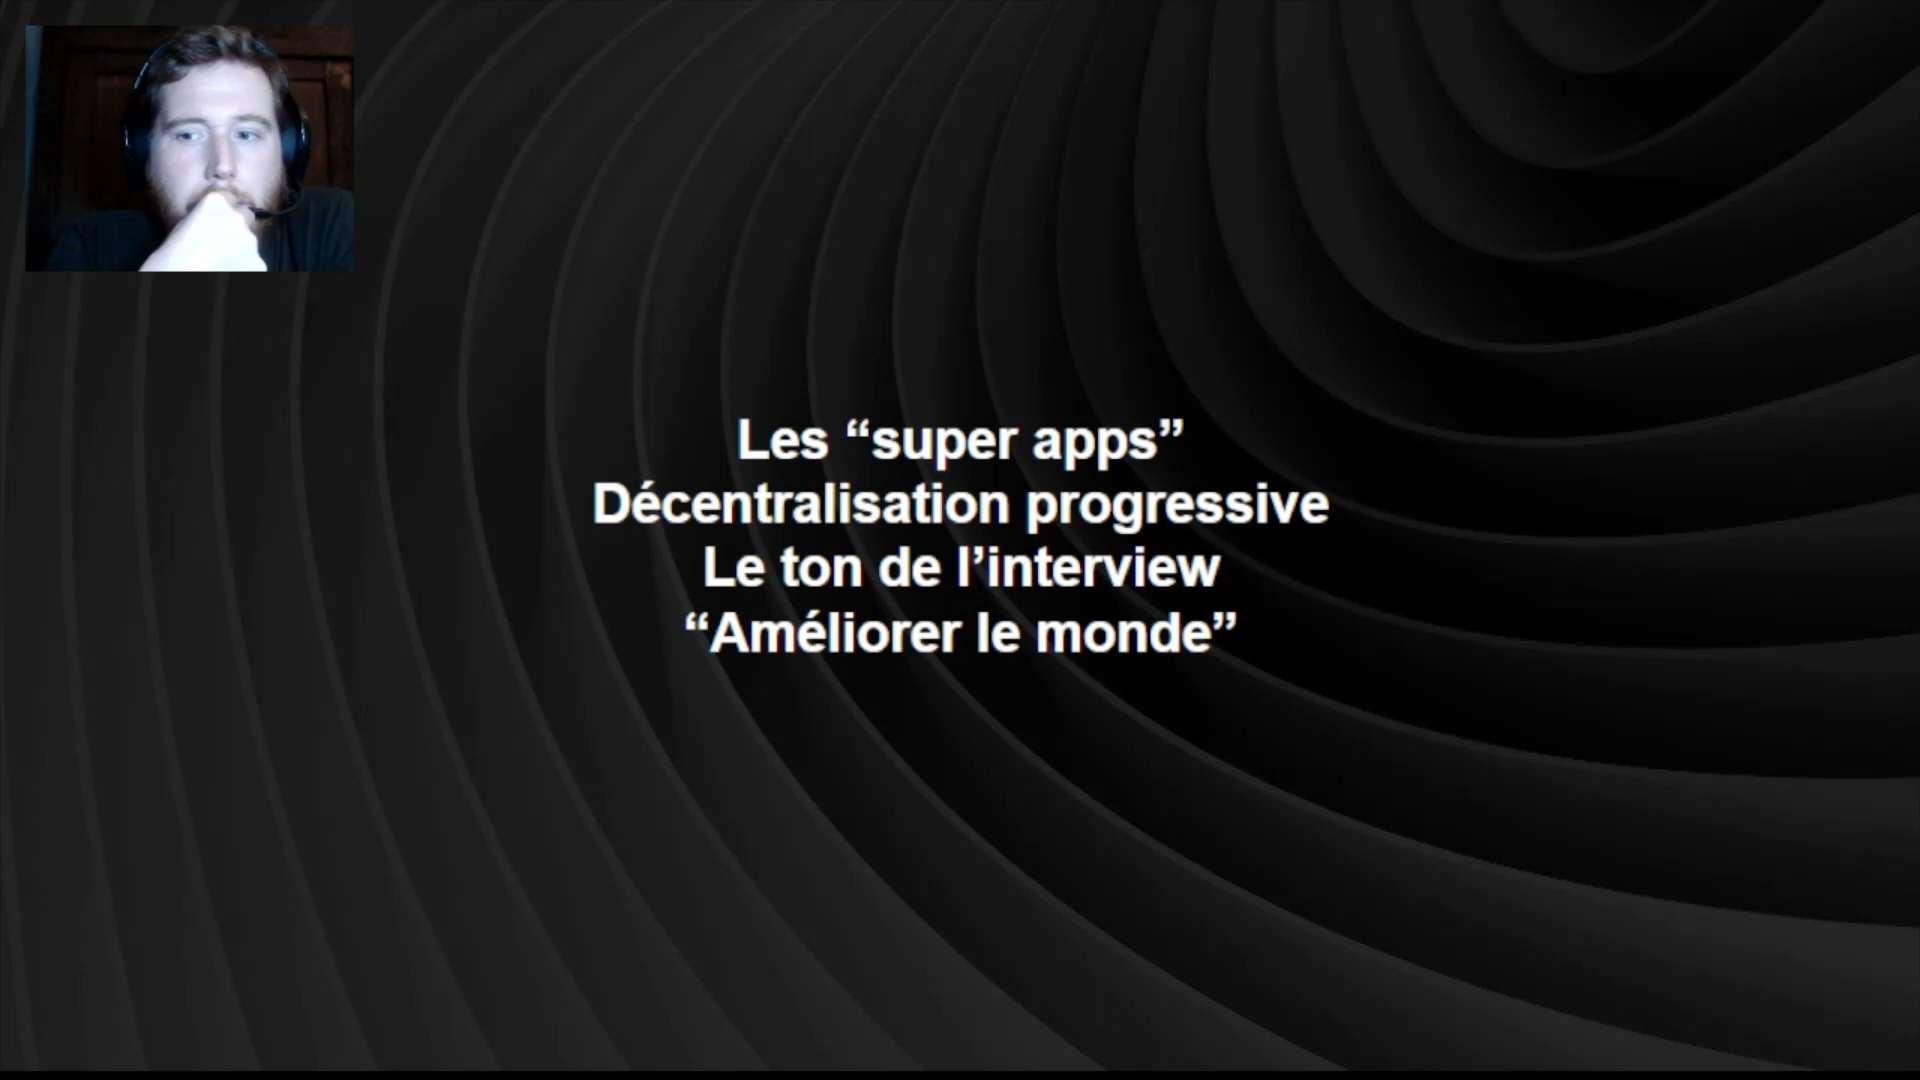 Les “super apps”
Décentralisation progressive
Le ton de l’interview
“Améliorer le monde”